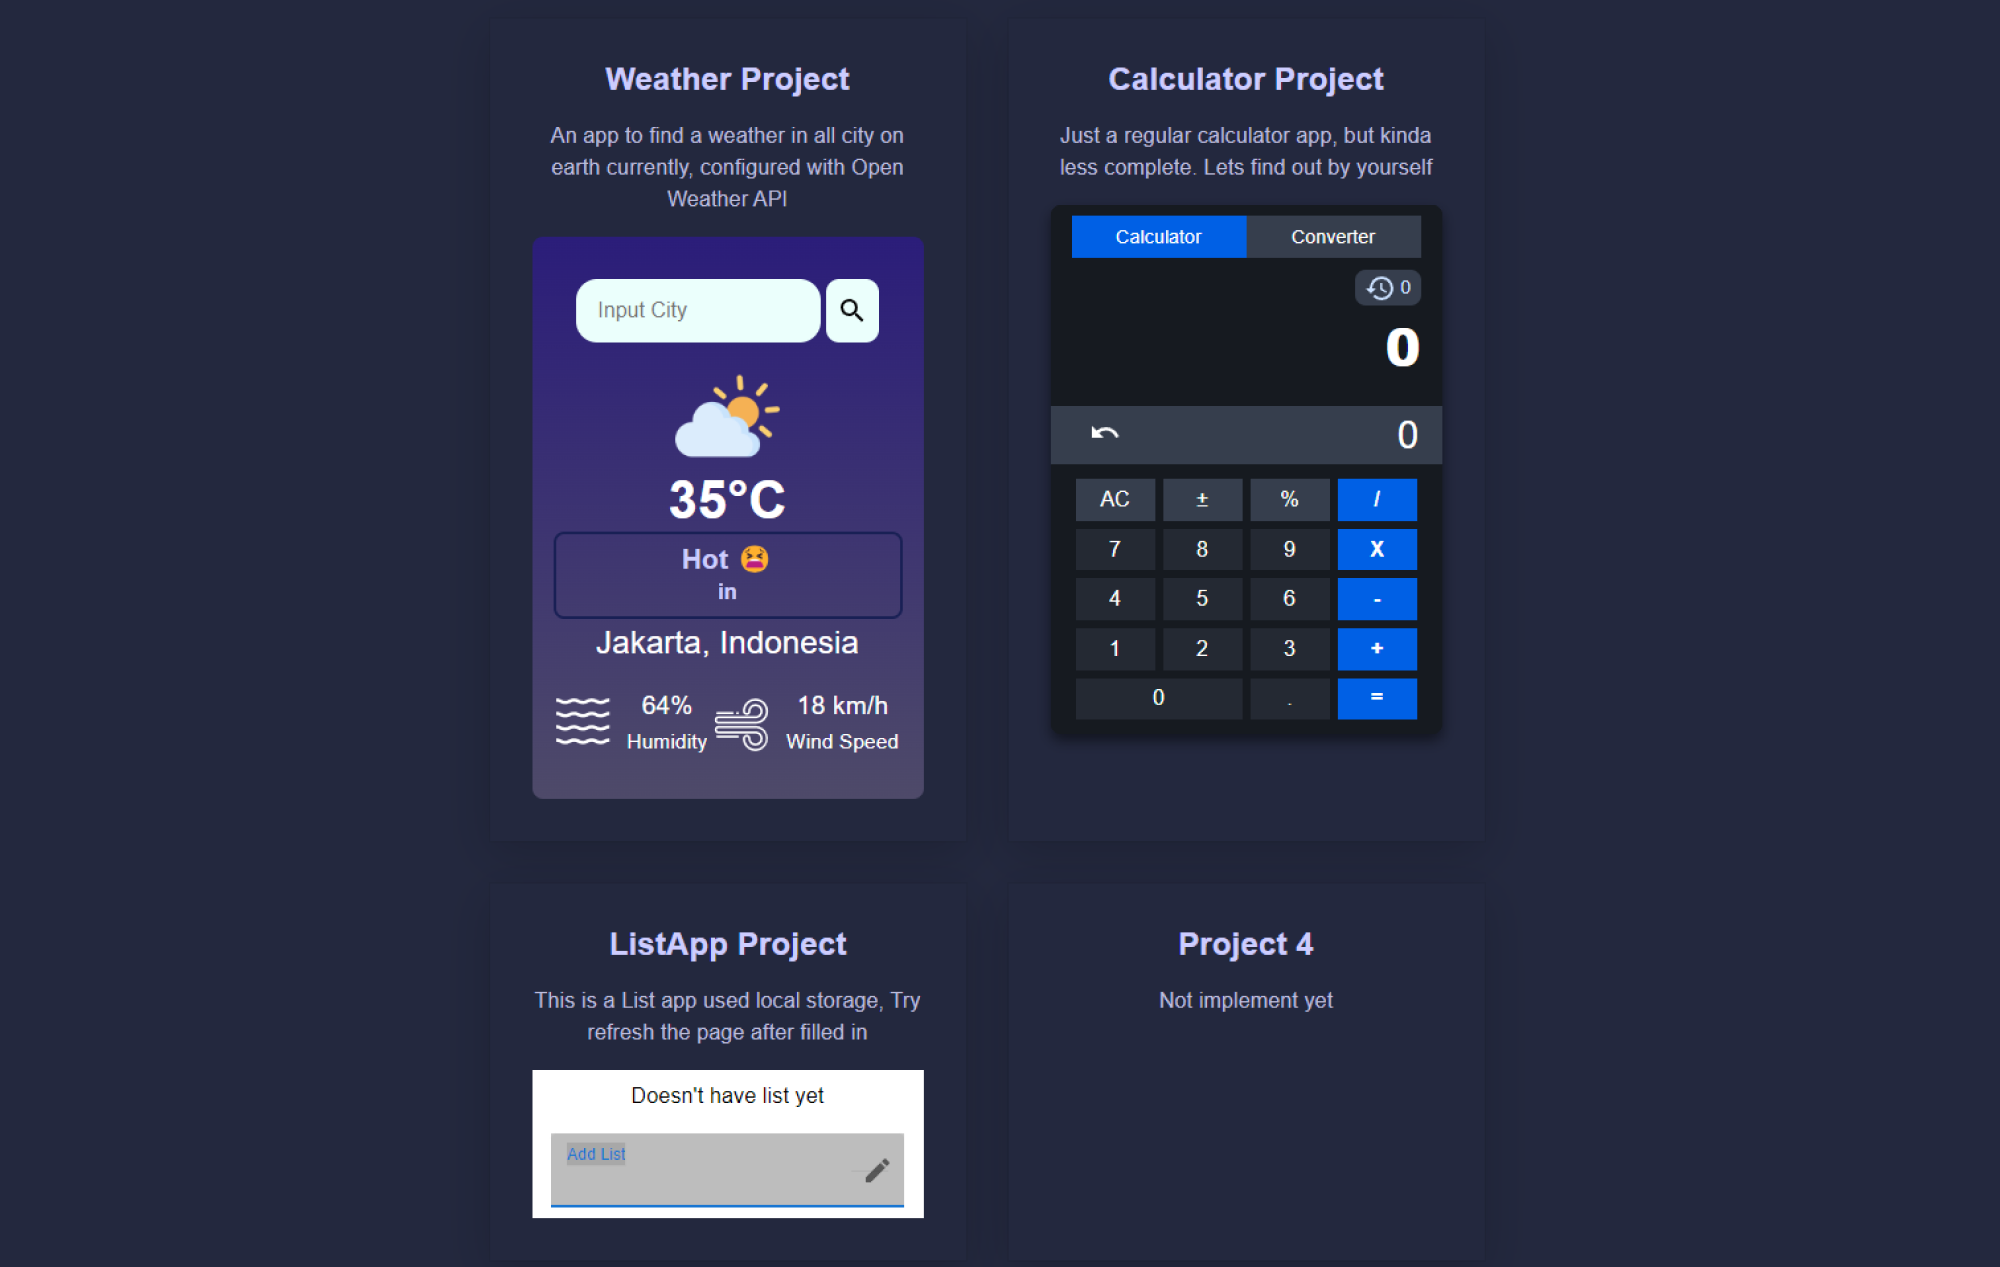 Weather Project
An app to find a weather in all city on
earth currently, configured with Open
Weather API
Input City
35°C
Hot 😫
in
Jakarta, Indonesia
64%
Humidity
18 km/h
Wind Speed
Calculator Project
Just a regular calculator app, but kinda
less complete. Lets find out by yourself
Calculator Converter
0
0
0
AC ± % /
7 8 9 X
4 5 6 -
1 2 3 +
0 . =
ListApp Project
This is a List app used local storage, Try
refresh the page after filled in
Doesn't have list yet
Add List
Project 4
Not implement yet